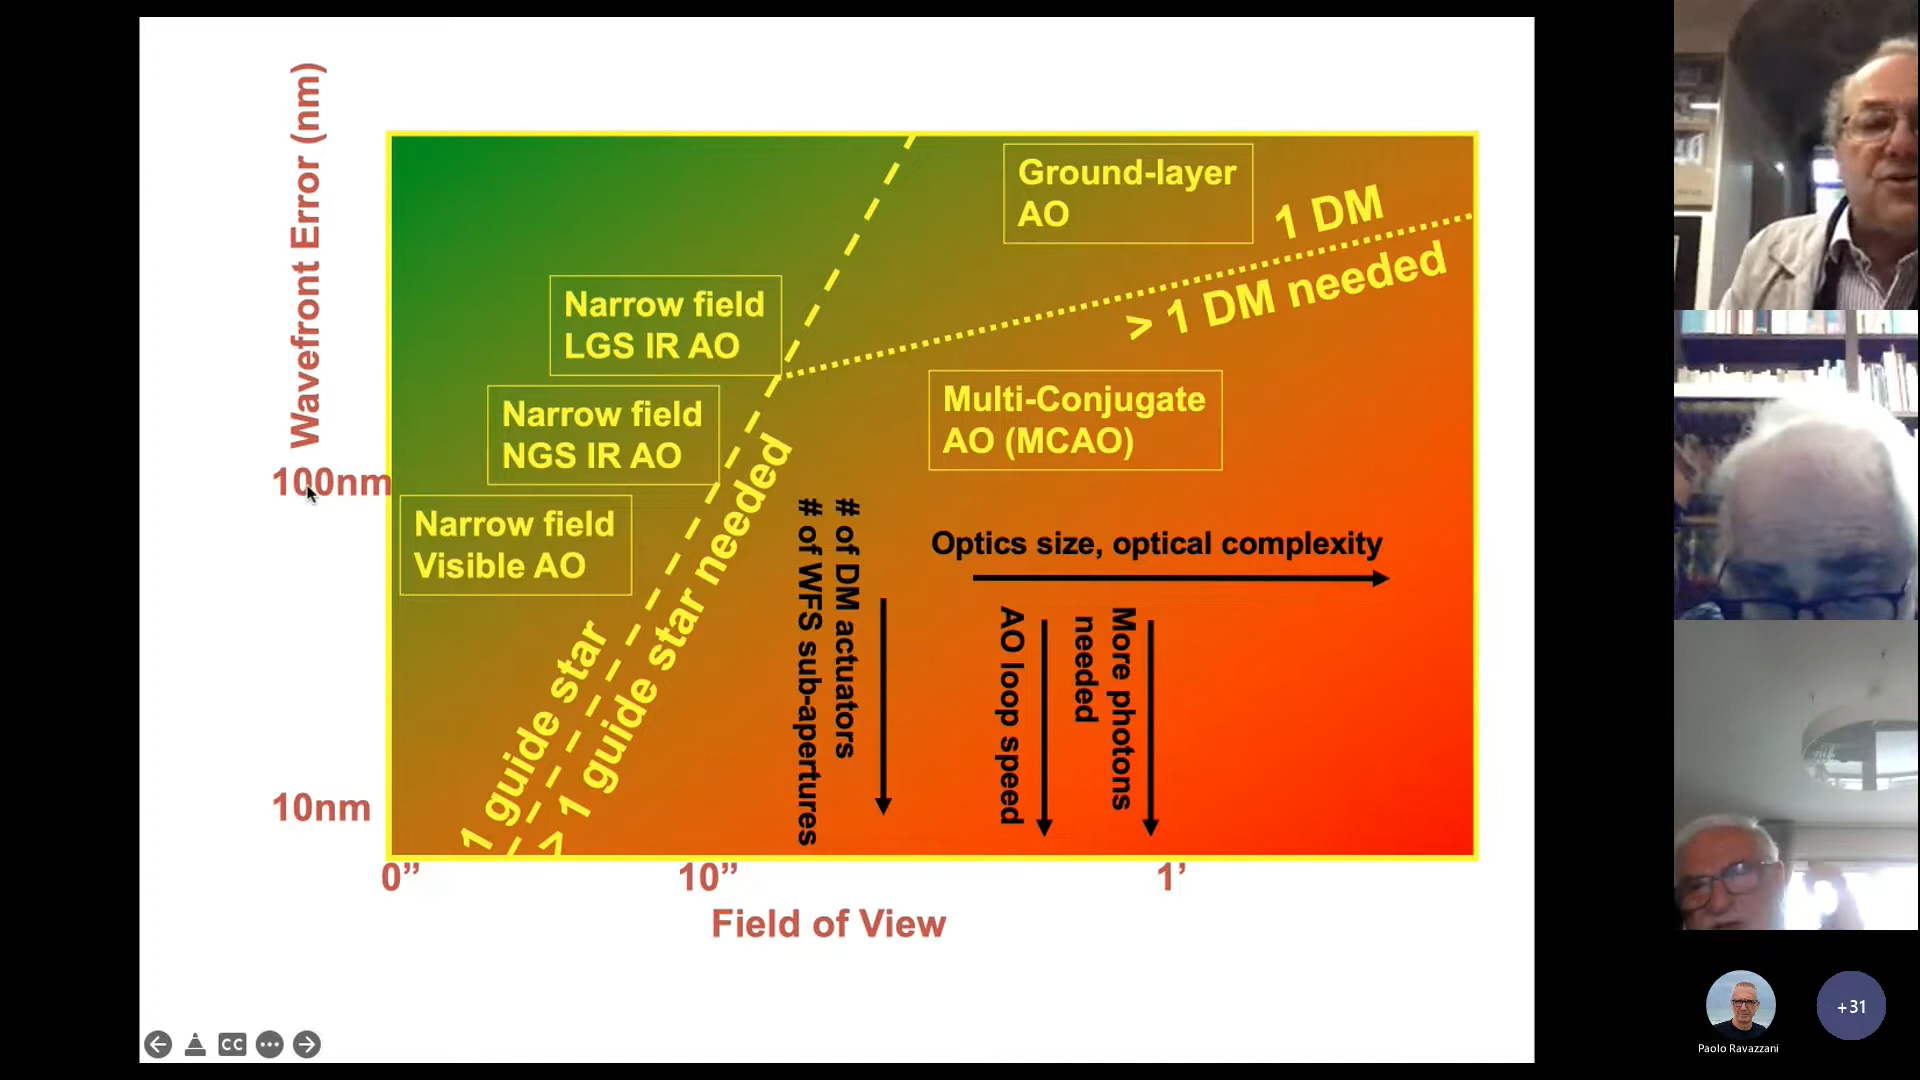 Wavefront Error (nm)
100nm
10nm
Ground-layer
AO
1 DM
> 1 DM needed
Narrow field
LGS IR AO
Narrow field
NGS IR AO
Narrow field
Visible AO
Multi-Conjugate
AO (MCAO)
1 guide star
> 1 guide star needed
# of DM actuators
# of WFS sub-apertures
Optics size, optical complexity
AO loop speed
More photons
needed
0”
10”
1’
Field of View
CC
+31
Paolo Ravazzani